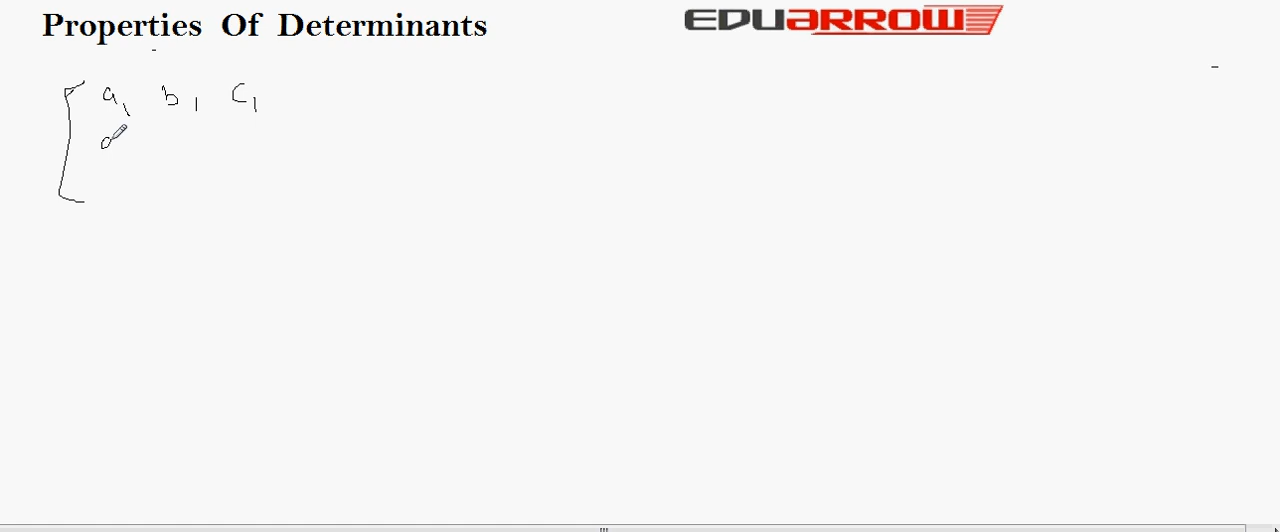 Properties Of Determinants
EDUARROW
[ a₁ b₁ c₁
a